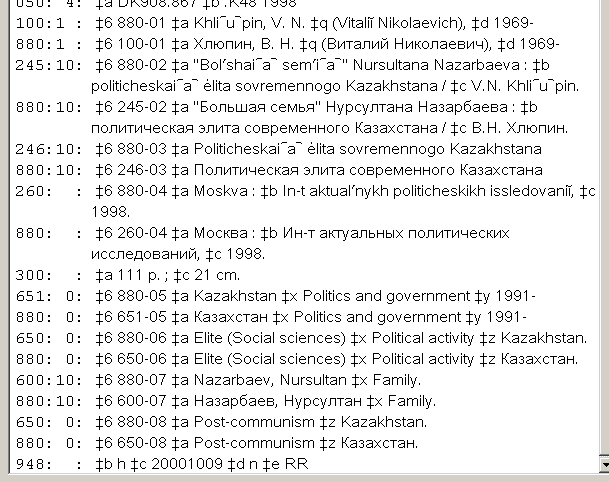 050: 4: ‡a DK908.867 ‡b .K48 1998
100:1 : ‡6 880-01 ‡a Khli︠u︡pin, V. N. ‡q (Vitaliĭ Nikolaevich), ‡d 1969-
880:1 : ‡6 100-01 ‡a Хлюпин, В. Н. ‡q (Виталий Николаевич), ‡d 1969-
245:10: ‡6 880-02 ‡a "Bolʹshai︠a︡ semʹi︠a︡" Nursultana Nazarbaeva : ‡b
politicheskai︠a︡ ėlita sovremennogo Kazakhstana / ‡c V.N. Khli︠u︡pin.
880:10: ‡6 245-02 ‡a "Большая семья" Нурсултана Назарбаева : ‡b
политическая элита современного Казахстана / ‡c В.Н. Хлюпин.
246:10: ‡6 880-03 ‡a Politicheskai︠a︡ ėlita sovremennogo Kazakhstana
880:10: ‡6 246-03 ‡a Политическая элита современного Казахстана
260: : ‡6 880-04 ‡a Moskva : ‡b In-t aktualʹnykh politicheskikh issledovaniĭ, ‡c
1998.
880: : ‡6 260-04 ‡a Москва : ‡b Ин-т актуальных политических
исследований, ‡c 1998.
300: : ‡a 111 p. ; ‡c 21 cm.
651: 0: ‡6 880-05 ‡a Kazakhstan ‡x Politics and government ‡y 1991-
880: 0: ‡6 651-05 ‡a Казахстан ‡x Politics and government ‡y 1991-
650: 0: ‡6 880-06 ‡a Elite (Social sciences) ‡x Political activity ‡z Kazakhstan.
880: 0: ‡6 650-06 ‡a Elite (Social sciences) ‡x Political activity ‡z Казахстан.
600:10: ‡6 880-07 ‡a Nazarbaev, Nursultan ‡x Family.
880:10: ‡6 600-07 ‡a Назарбаев, Нурсултан ‡x Family.
650: 0: ‡6 880-08 ‡a Post-communism ‡z Kazakhstan.
880: 0: ‡6 650-08 ‡a Post-communism ‡z Казахстан.
948: : ‡b h ‡c 20001009 ‡d n ‡e RR